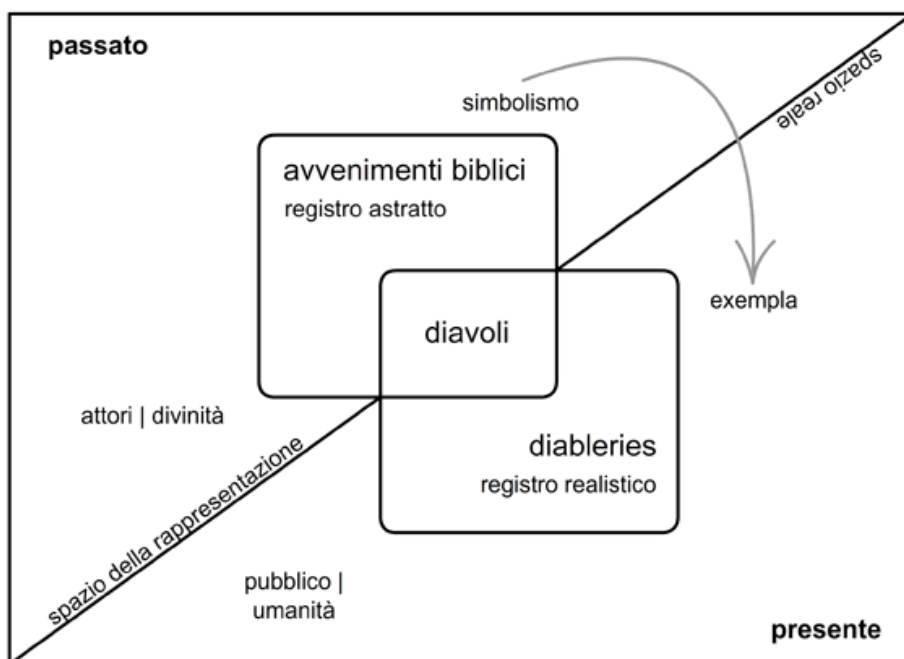 passato
spazio reale
simbolismo
avvenimenti biblici
registro astratto
exempla
diavoli
attori | divinità
diableries
registro realistico
spazio della rappresentazione
pubblico |
umanità
presente